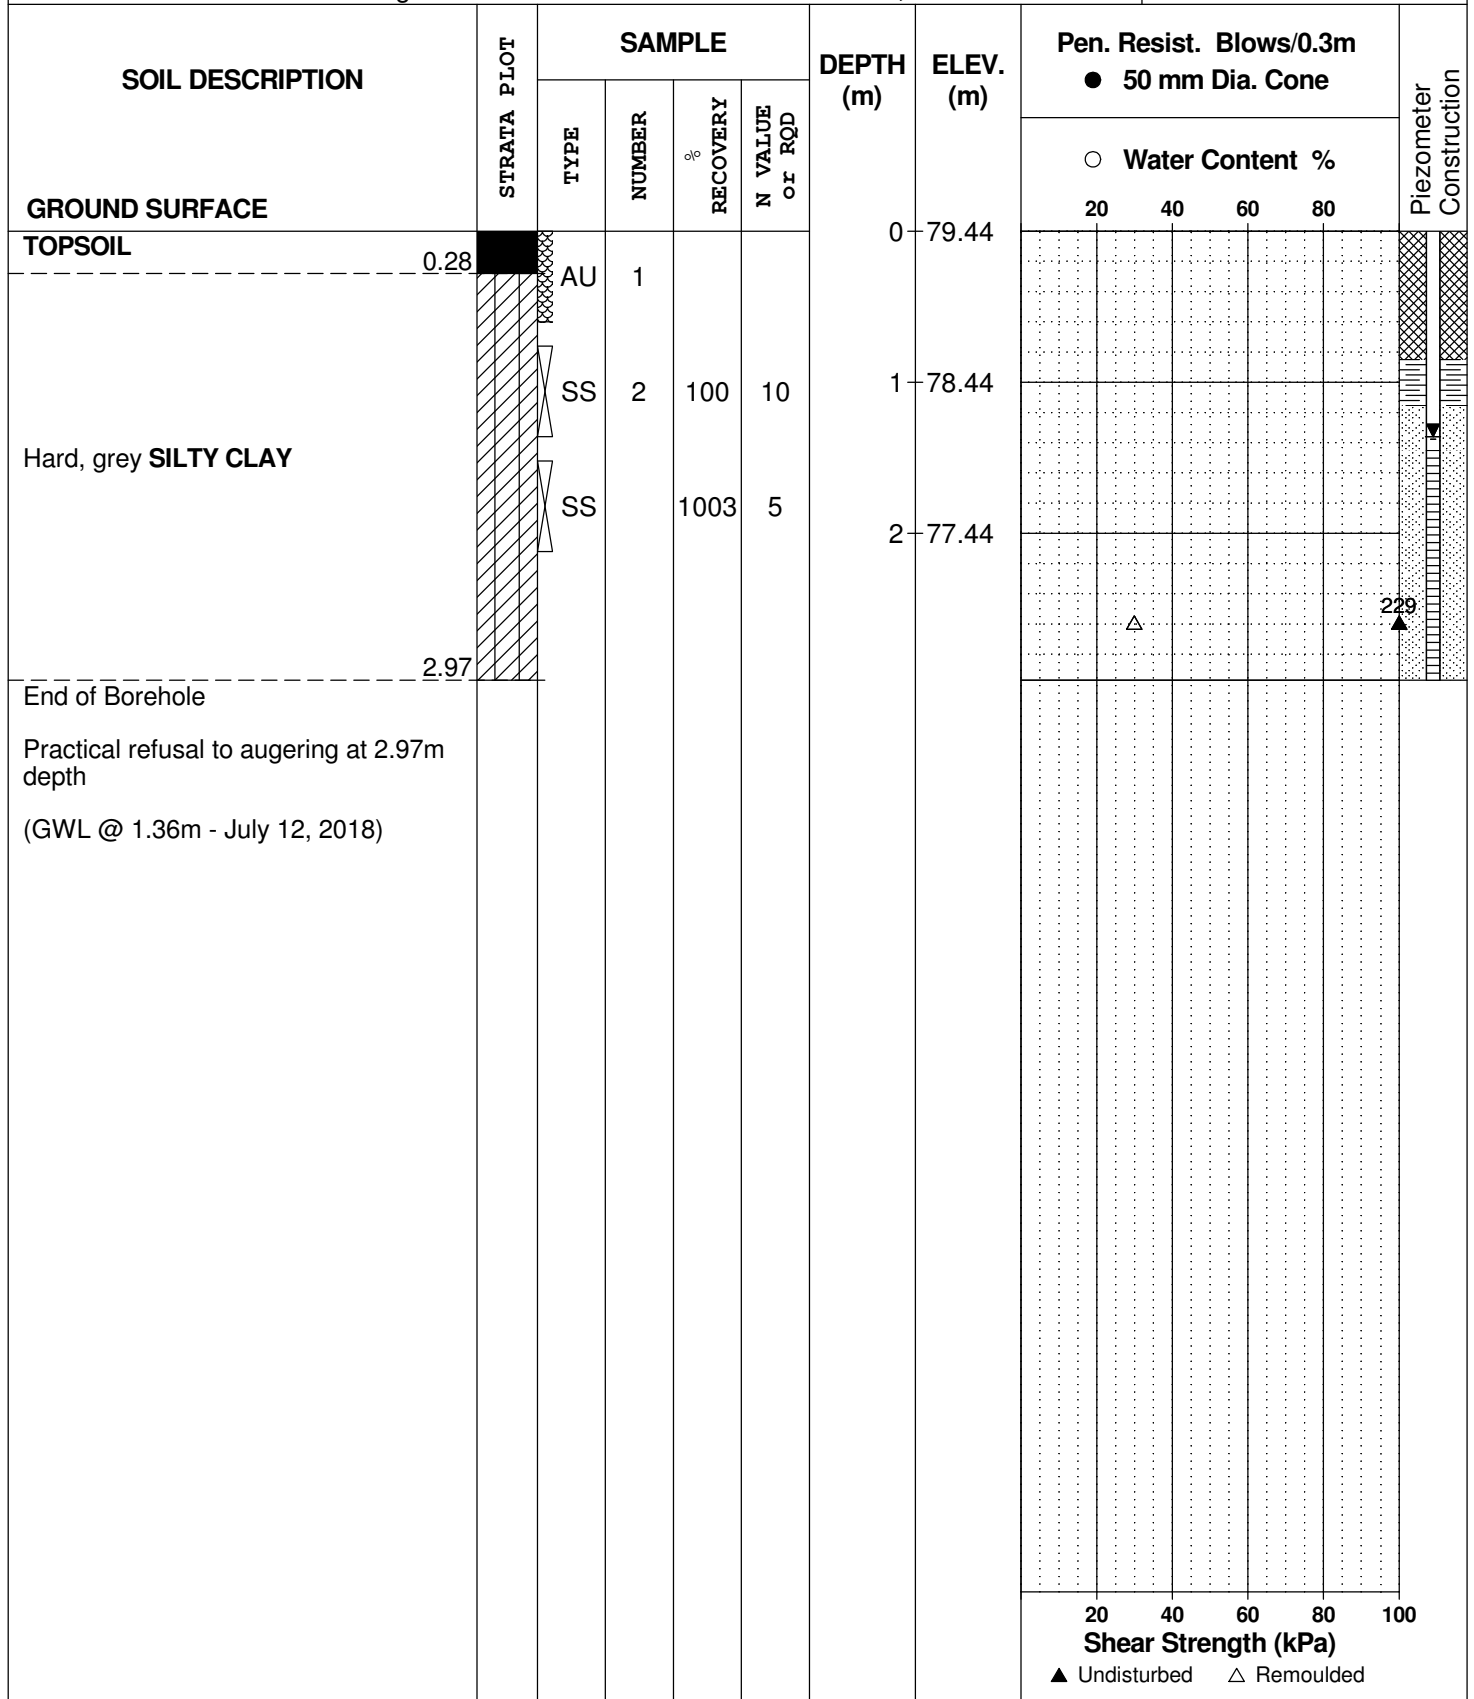 SOIL DESCRIPTION
GROUND SURFACE
STRATA PLOT
SAMPLE
TYPE
NUMBER
% RECOVERY
N VALUE or RQD
DEPTH (m)
ELEV. (m)
Pen. Resist. Blows/0.3m
● 50 mm Dia. Cone
○ Water Content %
20 40 60 80
Piezometer Construction
TOPSOIL
0.28
0 79.44
AU 1
SS 2 100 10
1 78.44
Hard, grey SILTY CLAY
SS 1003 5
2 77.44
229
2.97
End of Borehole
Practical refusal to augering at 2.97m
depth
(GWL @ 1.36m - July 12, 2018)
20 40 60 80 100
Shear Strength (kPa)
▲ Undisturbed △ Remoulded